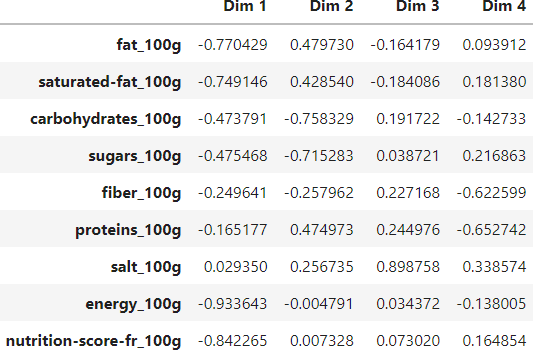 Dim 1 Dim 2 Dim 3 Dim 4
fat_100g -0.770429 0.479730 -0.164179 0.093912
saturated-fat_100g -0.749146 0.428540 -0.184086 0.181380
carbohydrates_100g -0.473791 -0.758329 0.191722 -0.142733
sugars_100g -0.475468 -0.715283 0.038721 0.216863
fiber_100g -0.249641 -0.257962 0.227168 -0.622599
proteins_100g -0.165177 0.474973 0.244976 -0.652742
salt_100g 0.029350 0.256735 0.898758 0.338574
energy_100g -0.933643 -0.004791 0.034372 -0.138005
nutrition-score-fr_100g -0.842265 0.007328 0.073020 0.164854